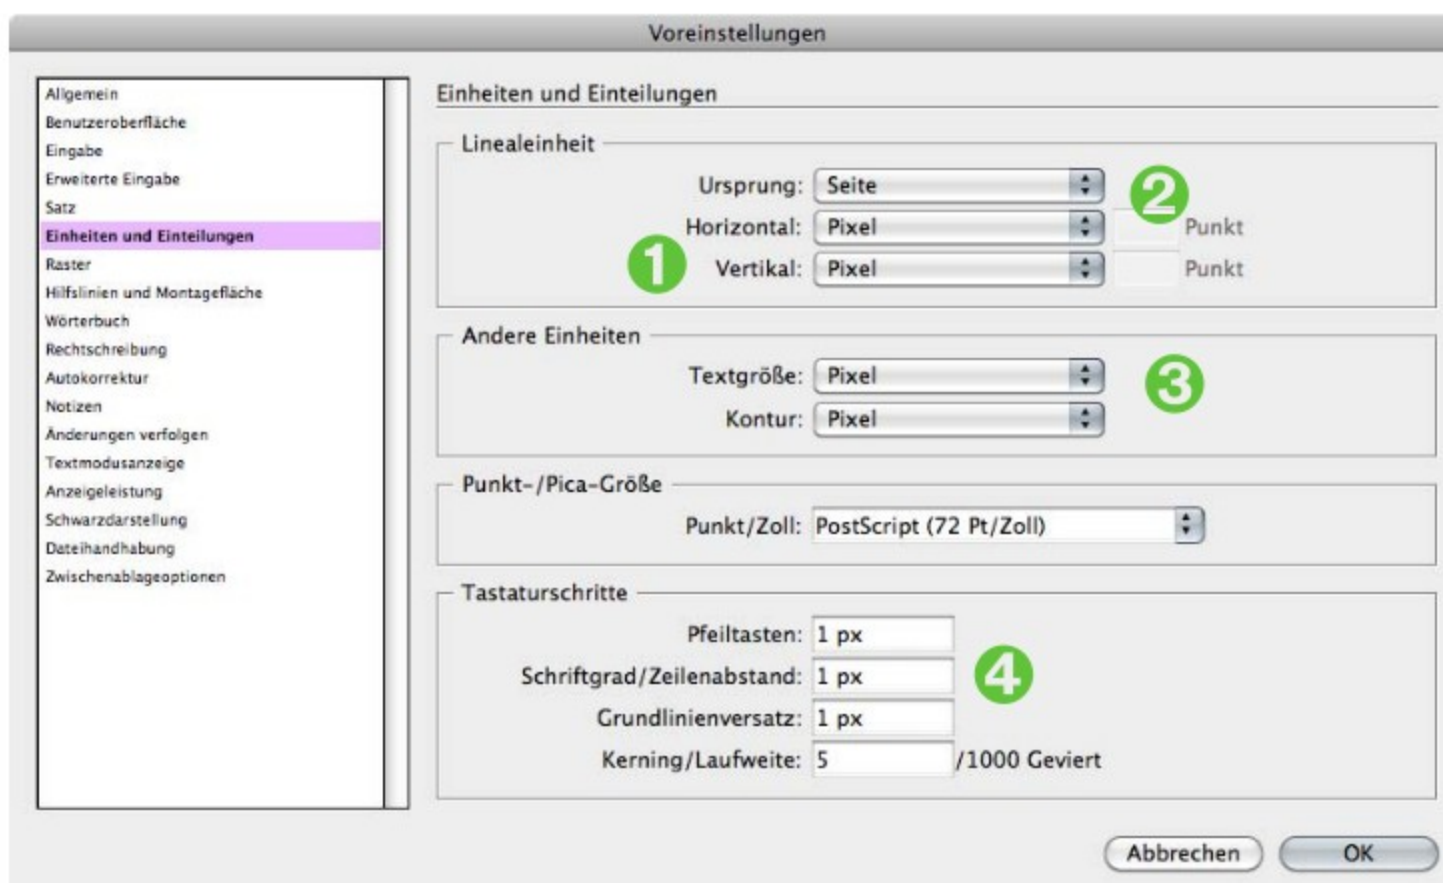 Voreinstellungen
Allgemein
Benutzeroberfläche
Eingabe
Erweiterte Eingabe
Satz
Einheiten und Einteilungen
Raster
Hilfslinien und Montagefläche
Wörterbuch
Rechtschreibung
Autokorrektur
Notizen
Änderungen verfolgen
Textmodusanzeige
Anzeigeleistung
Schwarzdarstellung
Dateihandhabung
Zwischenablageoptionen
Einheiten und Einteilungen
Linealeinheit
Ursprung: Seite 2
Horizontal: Pixel Punkt
1 Vertikal: Pixel Punkt
Andere Einheiten
Textgröße: Pixel 3
Kontur: Pixel
Punkt-/Pica-Größe
Punkt/Zoll: PostScript (72 Pt/Zoll)
Tastaturschritte
Pfeiltasten: 1 px
Schriftgrad/Zeilenabstand: 1 px 4
Grundlinienversatz: 1 px
Kerning/Laufweite: 5 /1000 Geviert
Abbrechen OK